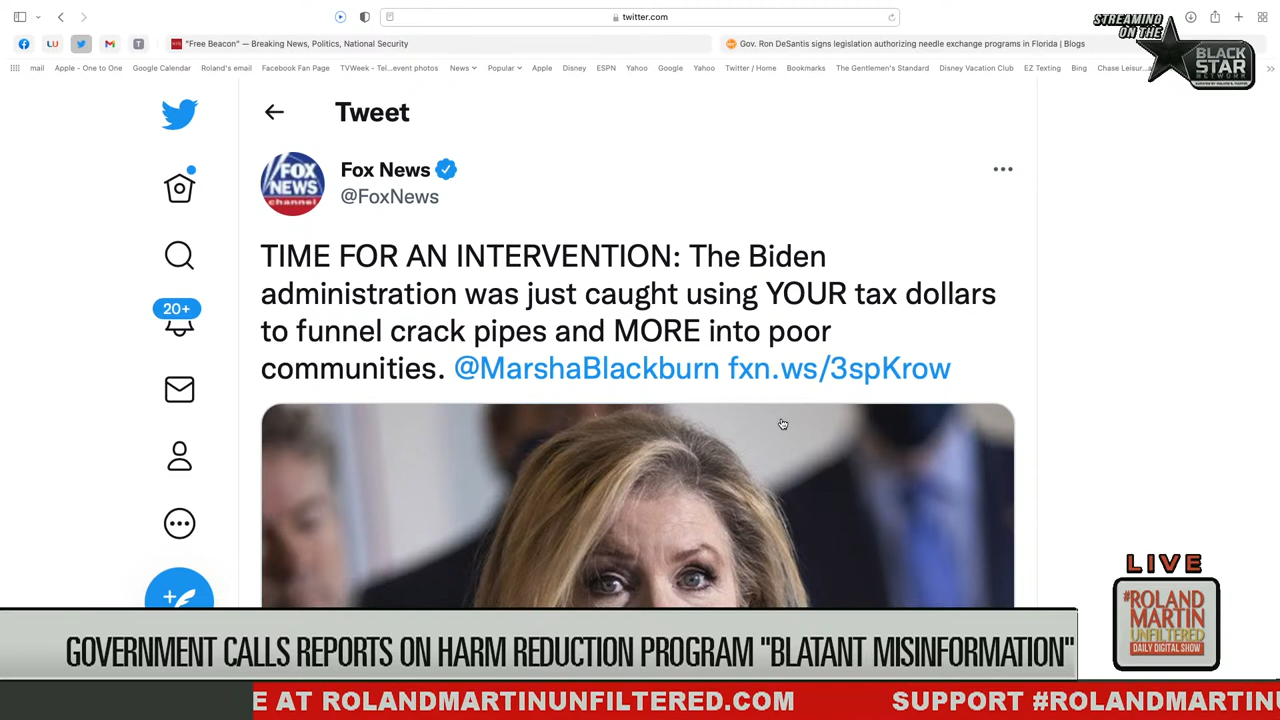 twitter.com
STREAMING
ON THE
BLACK
STAR
NETWORK
LU
T
"Free Beacon" — Breaking News, Politics, National Security
Gov. Ron DeSantis signs legislation authorizing needle exchange programs in Florida | Blogs
mail Apple - One to One Google Calendar Roland's email Facebook Fan Page TVWeek - Tel...event photos News Popular Apple Disney ESPN Yahoo Google Yahoo Twitter / Home Bookmarks The Gentlemen's Standard Disney Vacation Club EZ Texting Bing Chase Leisur...
Tweet
FOX
NEWS
channel
Fox News
@FoxNews
TIME FOR AN INTERVENTION: The Biden
administration was just caught using YOUR tax dollars
to funnel crack pipes and MORE into poor
communities. @MarshaBlackburn fxn.ws/3spKrow
20+
LIVE
#ROLAND
MARTIN
UNFILTERED
DAILY DIGITAL SHOW
GOVERNMENT CALLS REPORTS ON HARM REDUCTION PROGRAM "BLATANT MISINFORMATION"
E AT ROLANDMARTINUNFILTERED.COM SUPPORT #ROLANDMARTINU